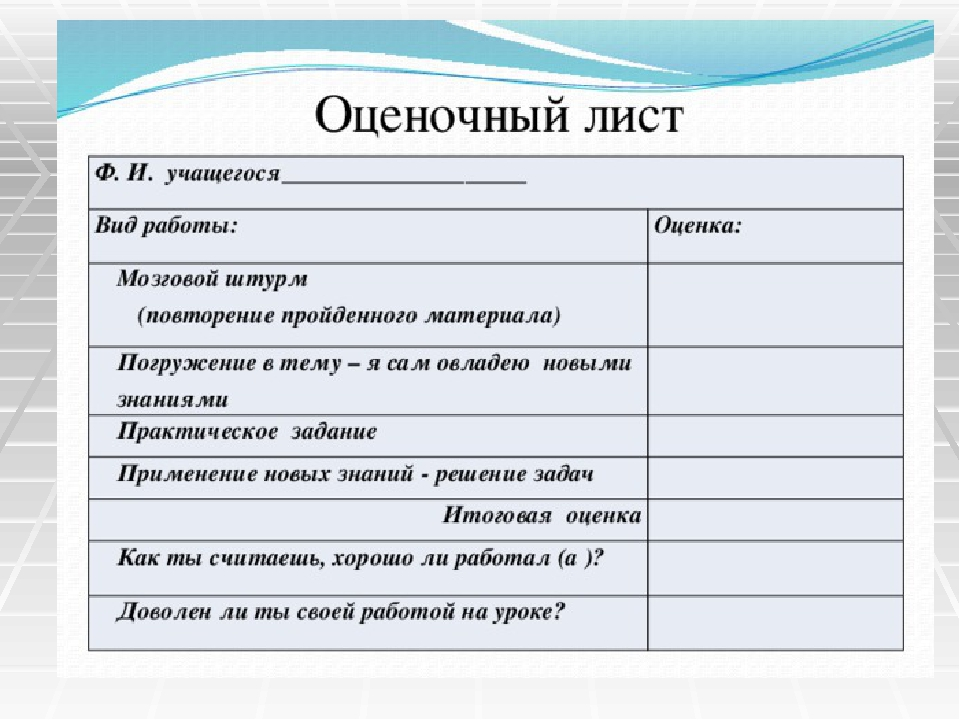 Оценочный лист
Ф. И. учащегося____________________
Вид работы:
Оценка:
Мозговой штурм
(повторение пройденного материала)
Погружение в тему – я сам овладею новыми
знаниями
Практическое задание
Применение новых знаний - решение задач
Итоговая оценка
Как ты считаешь, хорошо ли работал (а )?
Доволен ли ты своей работой на уроке?